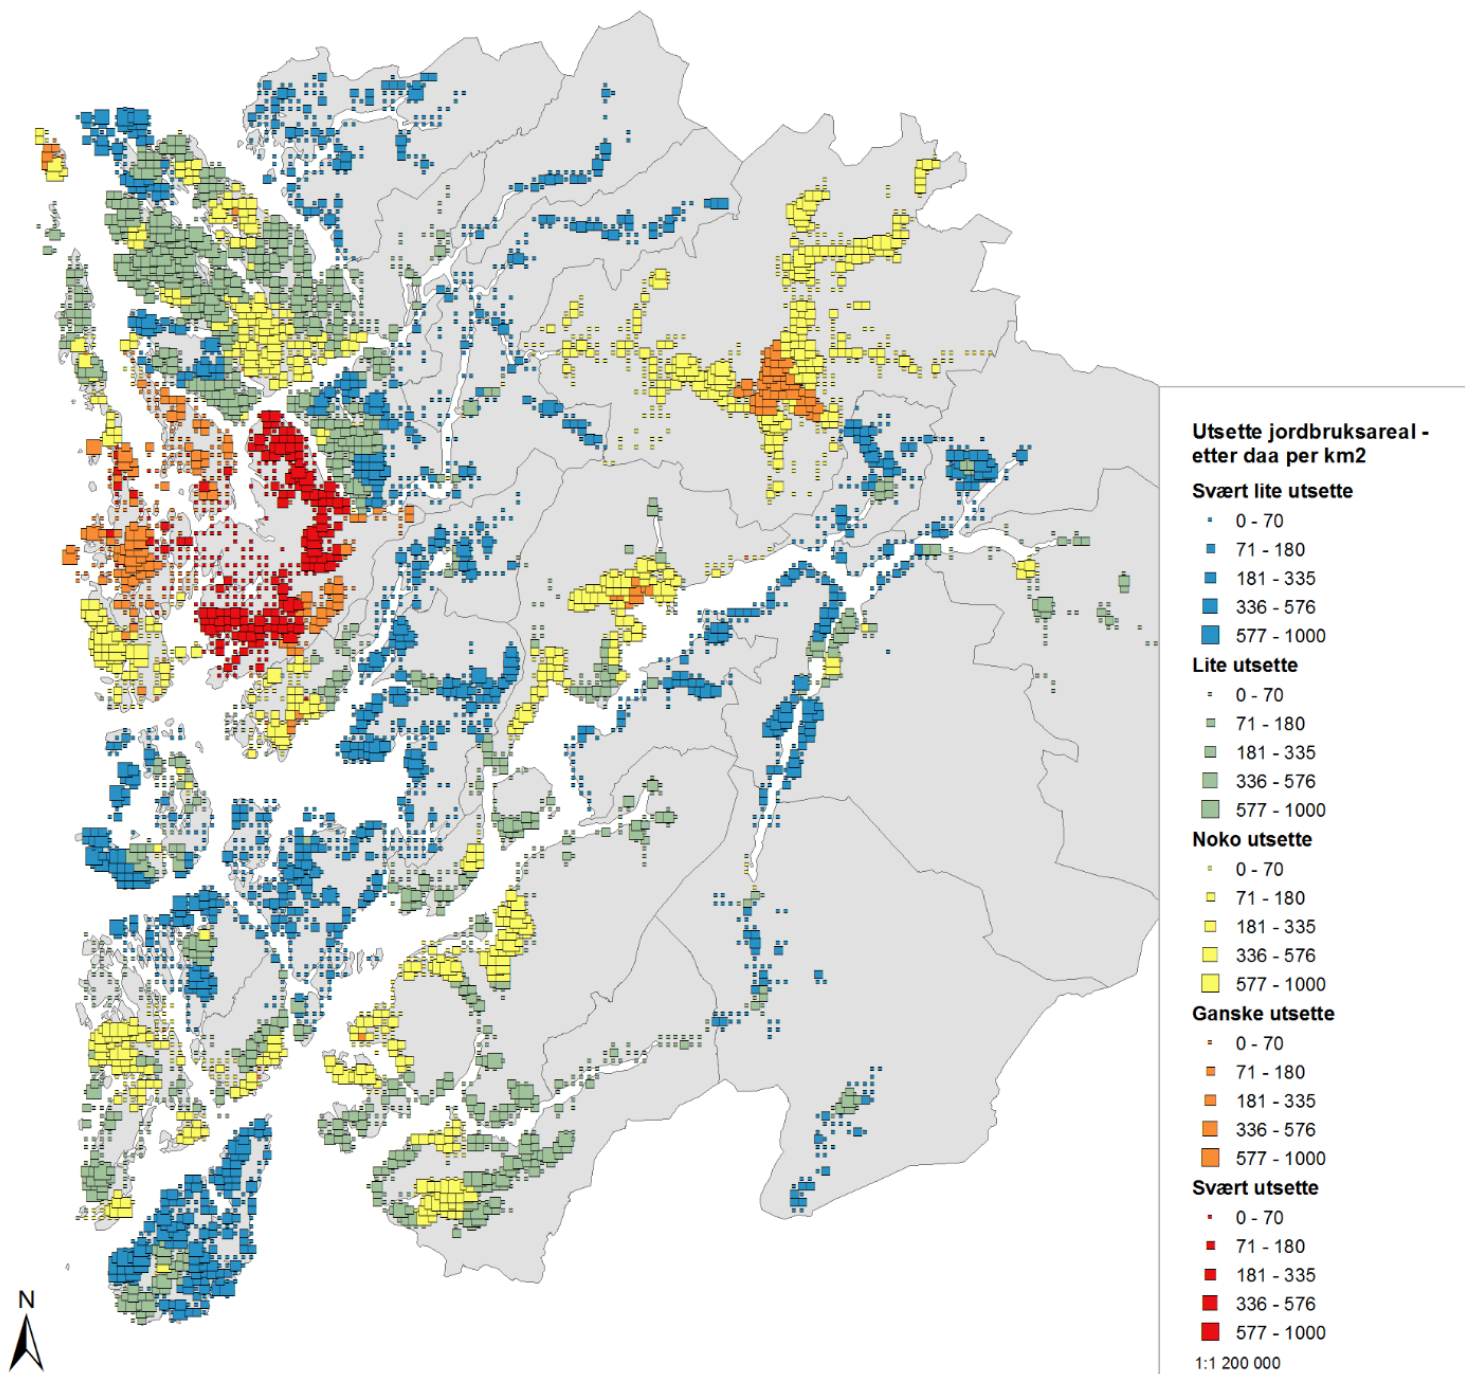 Utsette jordbruksareal -
etter daa per km2
Svært lite utsette
0 - 70
71 - 180
181 - 335
336 - 576
577 - 1000
Lite utsette
0 - 70
71 - 180
181 - 335
336 - 576
577 - 1000
Noko utsette
0 - 70
71 - 180
181 - 335
336 - 576
577 - 1000
Ganske utsette
0 - 70
71 - 180
181 - 335
336 - 576
577 - 1000
Svært utsette
0 - 70
71 - 180
181 - 335
336 - 576
577 - 1000
1:1 200 000
N